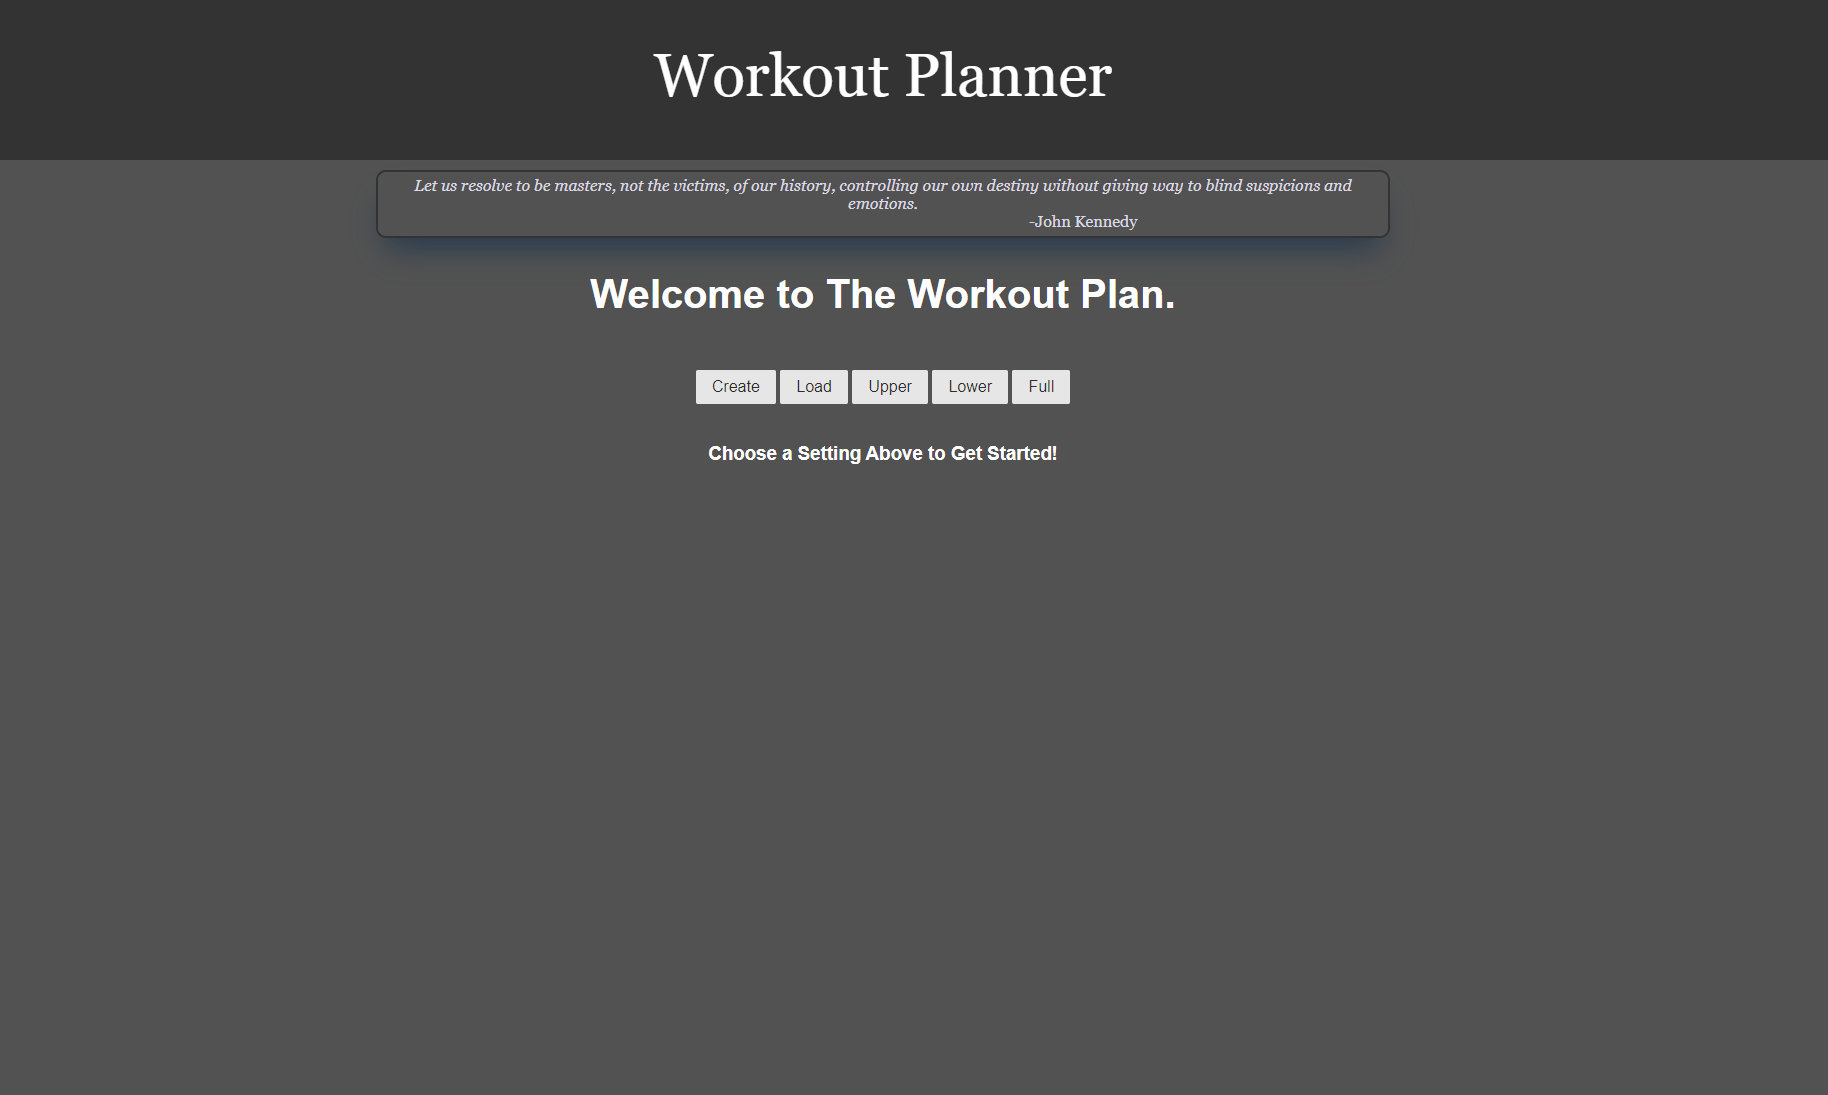 Workout Planner
Let us resolve to be masters, not the victims, of our history, controlling our own destiny without giving way to blind suspicions and
emotions.
-John Kennedy
Welcome to The Workout Plan.
Create Load Upper Lower Full
Choose a Setting Above to Get Started!